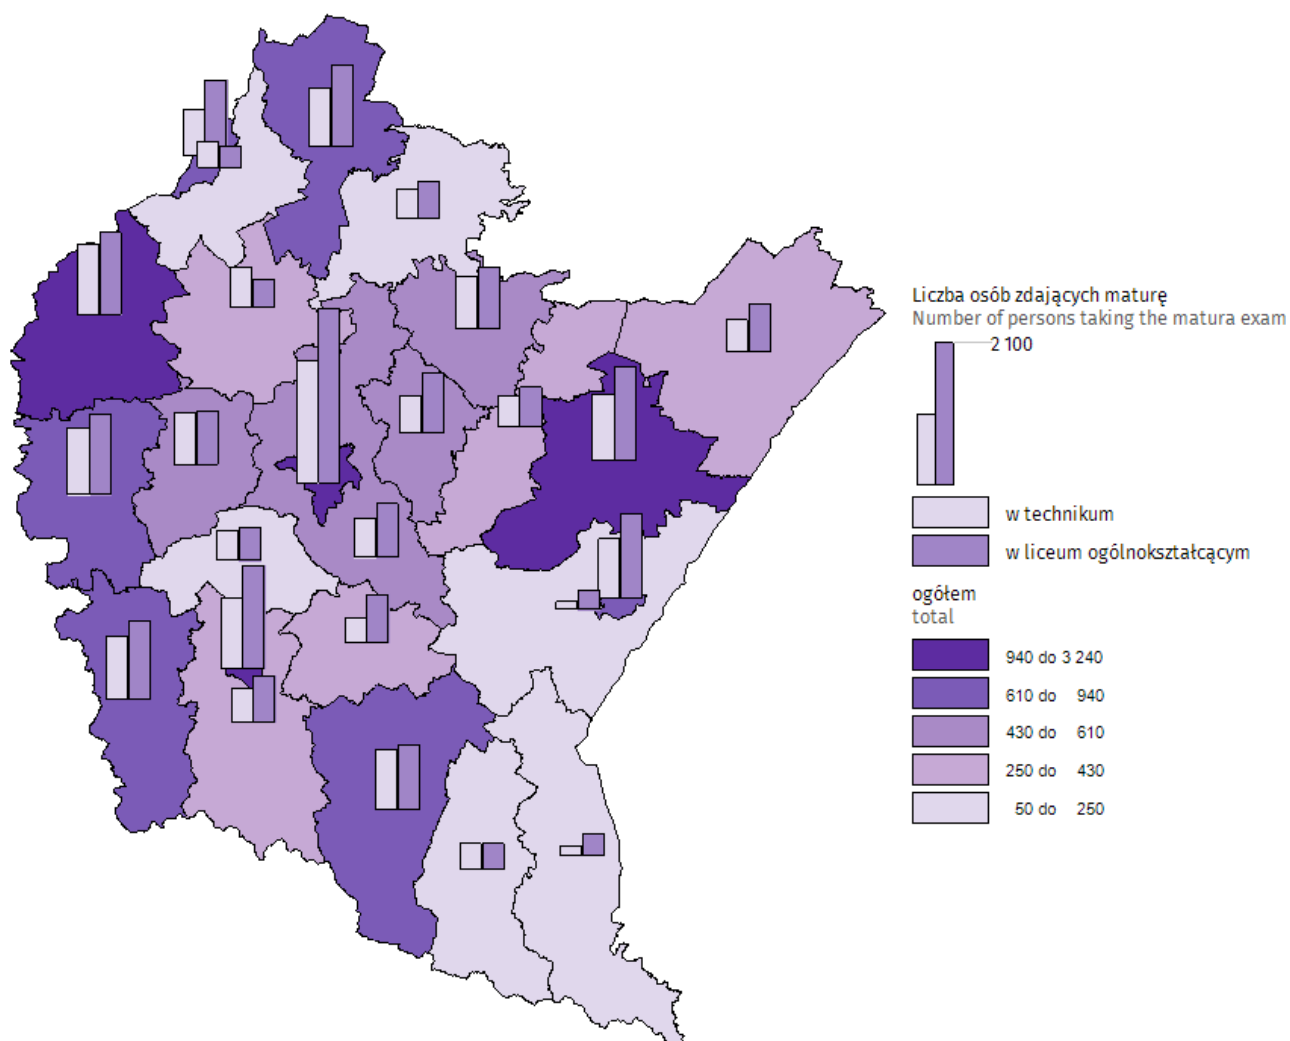 Liczba osób zdających maturę
Number of persons taking the matura exam
2 100
w technikum
w liceum ogólnokształcącym
ogółem
total
940 do 3 240
610 do 940
430 do 610
250 do 430
50 do 250